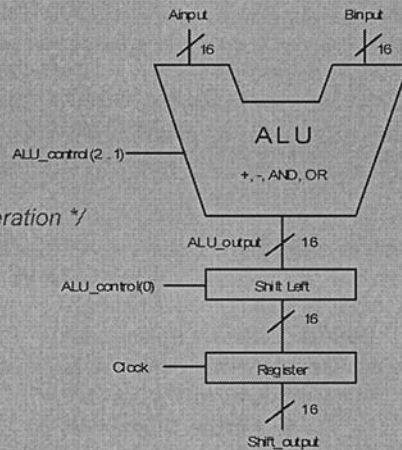 Ainput Binput
16 16
ALU
ALU_control(2 . 1)
+,-, AND, OR
eration */
ALU_output 16
ALU_control(0) Shift Left
16
Clock Register
16
Shift_output